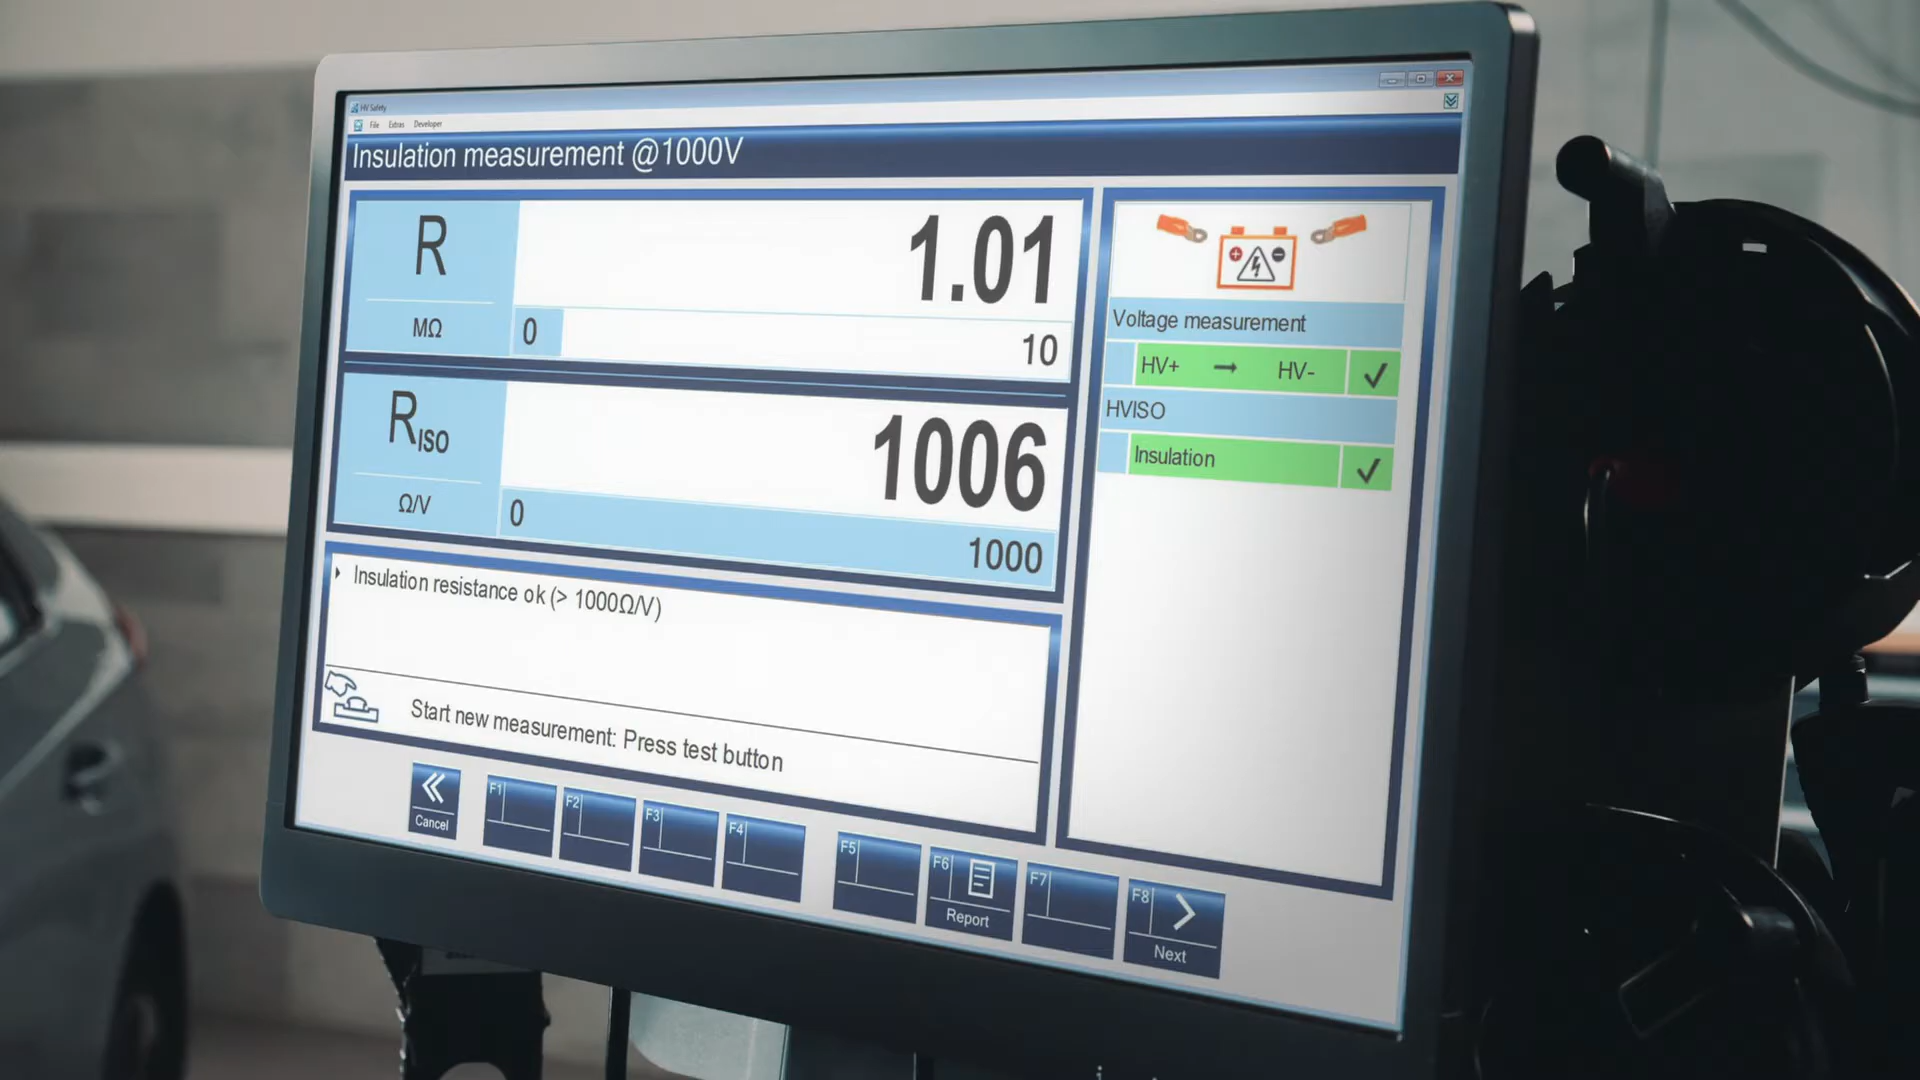 HV Safety
File Extras Developer
Insulation measurement @1000V
R
MΩ
1.01
0
10
RISO
Ω/V
1006
0
1000
Insulation resistance ok (> 1000Ω/V)
Start new measurement: Press test button
Voltage measurement
HV+ → HV- ✓
HVISO
Insulation ✓
Cancel
F1
F2
F3
F4
F5
F6
Report
F7
F8
Next